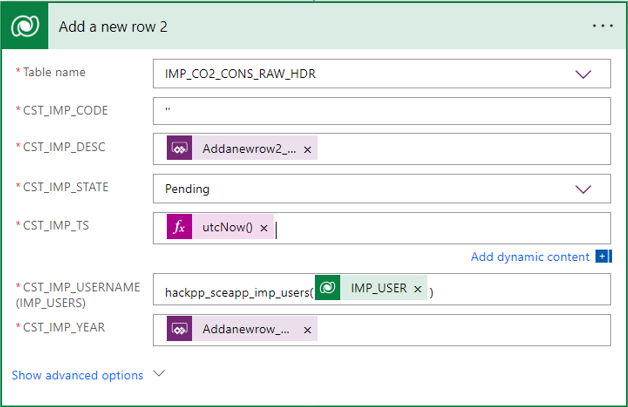 Add a new row 2
* Table name
IMP_CO2_CONS_RAW_HDR
* CST_IMP_CODE
''
* CST_IMP_DESC
Addanewrow2_... ×
* CST_IMP_STATE
Pending
* CST_IMP_TS
fx utcNow() ×
Add dynamic content
* CST_IMP_USERNAME
(IMP_USERS)
hackpp_sceapp_imp_users( IMP_USER × )
* CST_IMP_YEAR
Addanewrow_... ×
Show advanced options